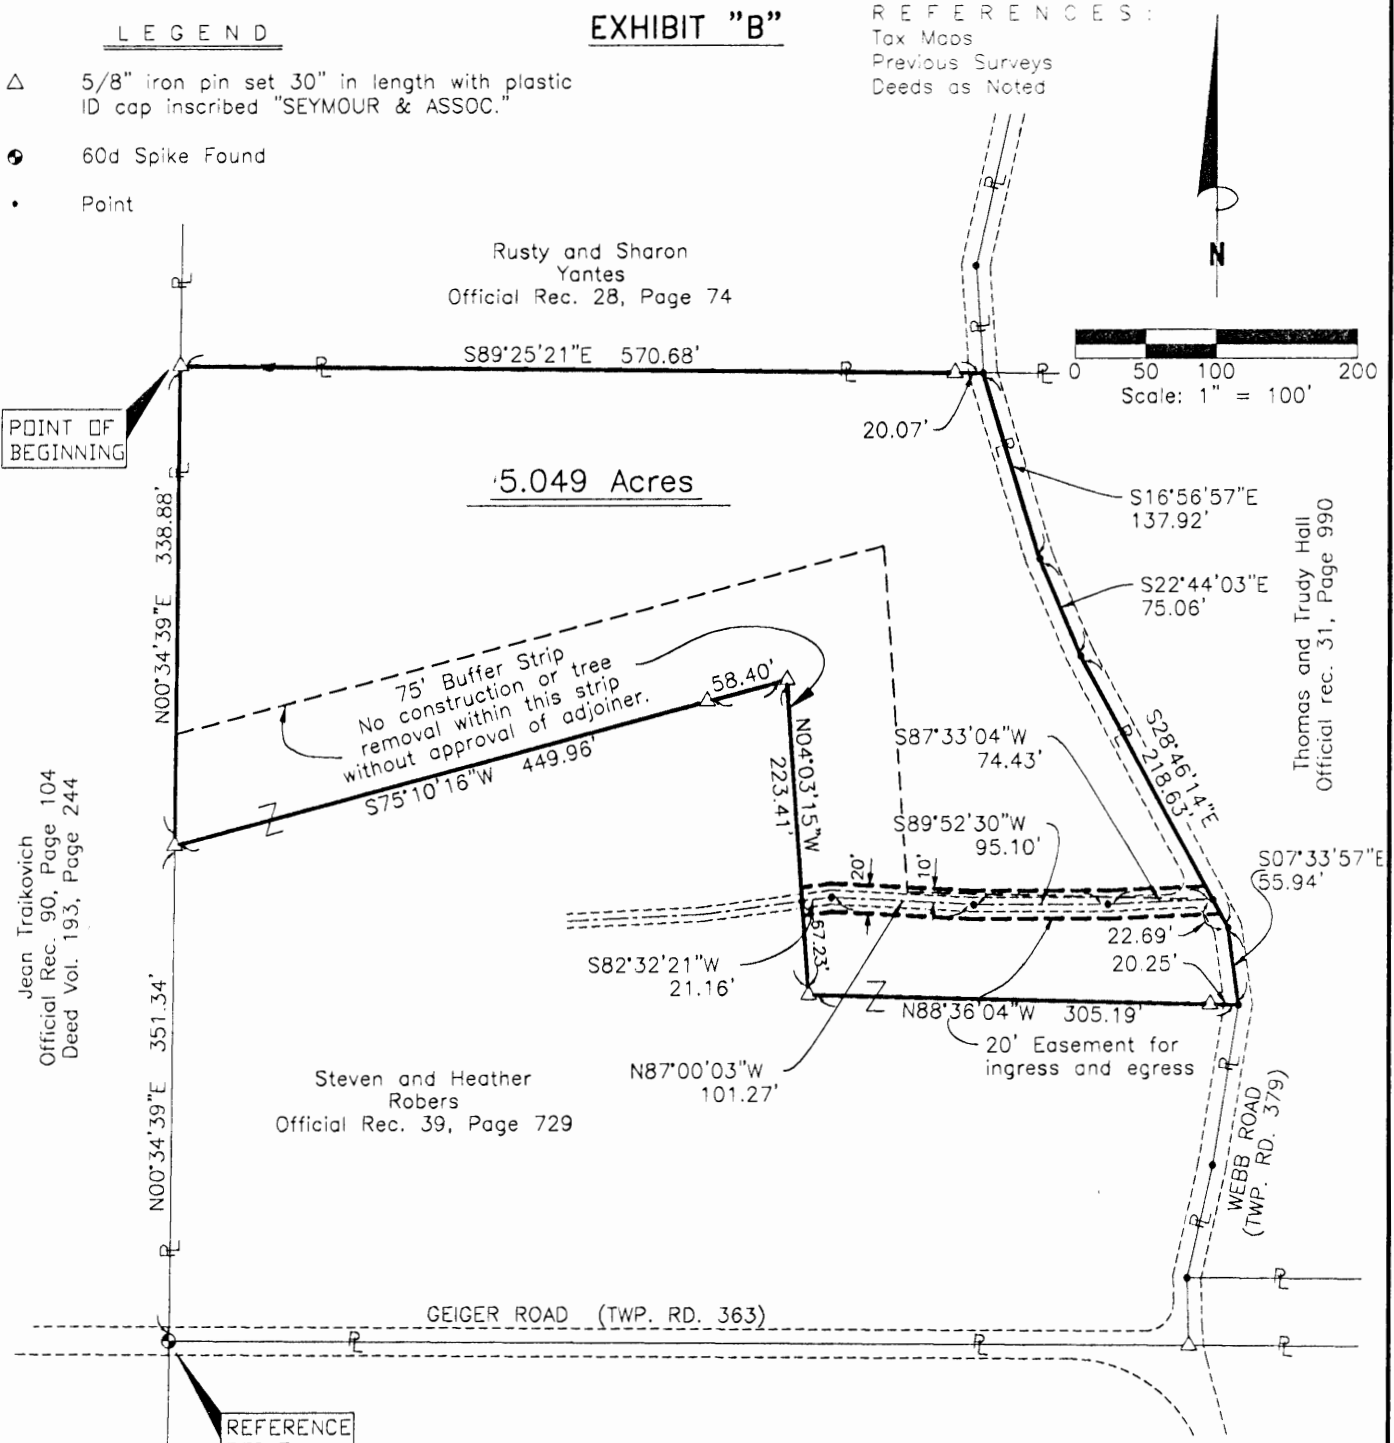 LEGEND
5/8" iron pin set 30" in length with plastic
ID cap inscribed "SEYMOUR & ASSOC."
60d Spike Found
Point
EXHIBIT "B"
REFERENCES:
Tax Maps
Previous Surveys
Deeds as Noted
N
0 50 100 200
Scale: 1" = 100'
Rusty and Sharon
Yantes
Official Rec. 28, Page 74
S89°25'21"E 570.68'
20.07'
POINT OF
BEGINNING
5.049 Acres
S16°56'57"E
137.92'
S22°44'03"E
75.06'
Thomas and Trudy Hall
Official rec. 31, Page 990
N00°34'39"E 338.88'
75' Buffer Strip
No construction or tree
removal within this strip
without approval of adjoiner.
58.40'
S75°10'16"W 449.96'
N04°03'15"W
223.41'
S87°33'04"W
74.43'
S28°46'14"E
218.63'
S89°52'30"W
95.10'
S07°33'57"E
55.94'
20'
10'
67.23'
22.69'
20.25'
S82°32'21"W
21.16'
N88°36'04"W 305.19'
20' Easement for
ingress and egress
N87°00'03"W
101.27'
Jean Traikovich
Official Rec. 90, Page 104
Deed Vol. 193, Page 244
N00°34'39"E 351.34'
Steven and Heather
Robers
Official Rec. 39, Page 729
WEBB ROAD
(TWP. RD. 379)
GEIGER ROAD (TWP. RD. 363)
REFERENCE